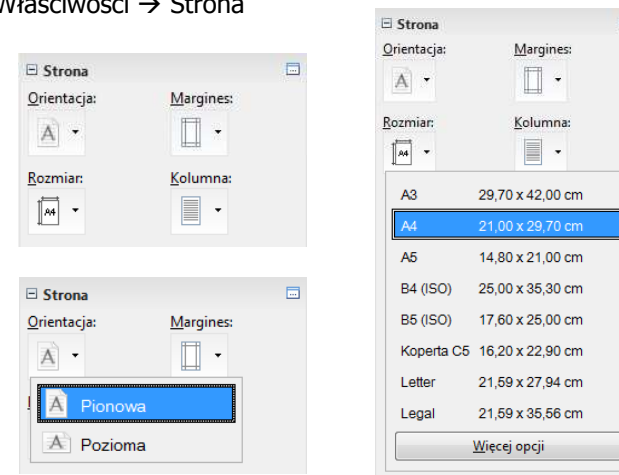 Właściwości → Strona
Strona
Orientacja:
Margines:
A
Rozmiar:
Kolumna:
A4
Strona
Orientacja:
Margines:
A
A Pionowa
A Pozioma
Strona
Orientacja:
Margines:
A
Rozmiar:
Kolumna:
A4
A3 29,70 x 42,00 cm
A4 21,00 x 29,70 cm
A5 14,80 x 21,00 cm
B4 (ISO) 25,00 x 35,30 cm
B5 (ISO) 17,60 x 25,00 cm
Koperta C5 16,20 x 22,90 cm
Letter 21,59 x 27,94 cm
Legal 21,59 x 35,56 cm
Więcej opcji